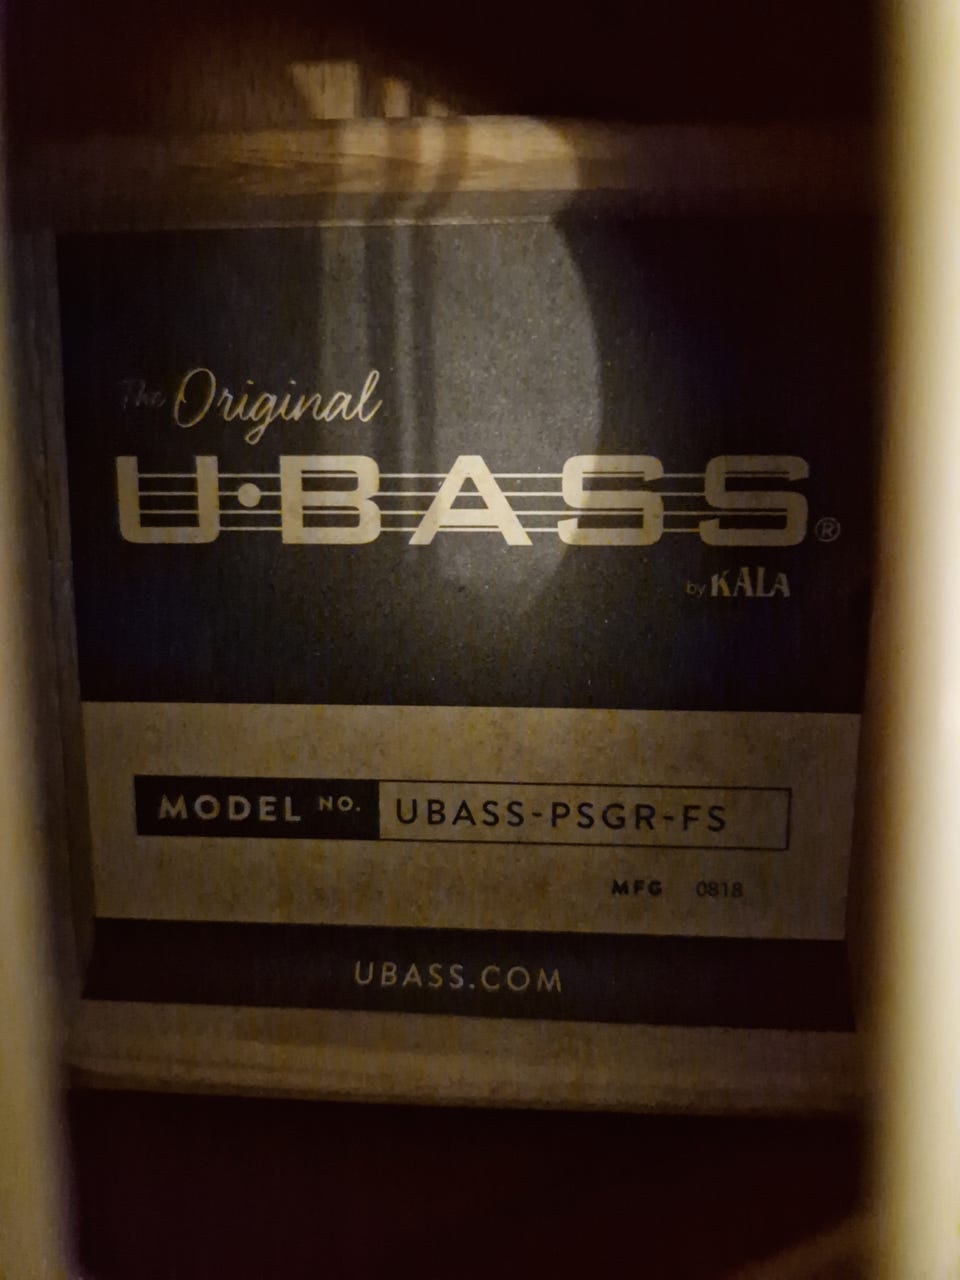 The Original
U•BASS®
by KALA
MODEL NO. UBASS-PSGR-FS
MFG 0818
UBASS.COM